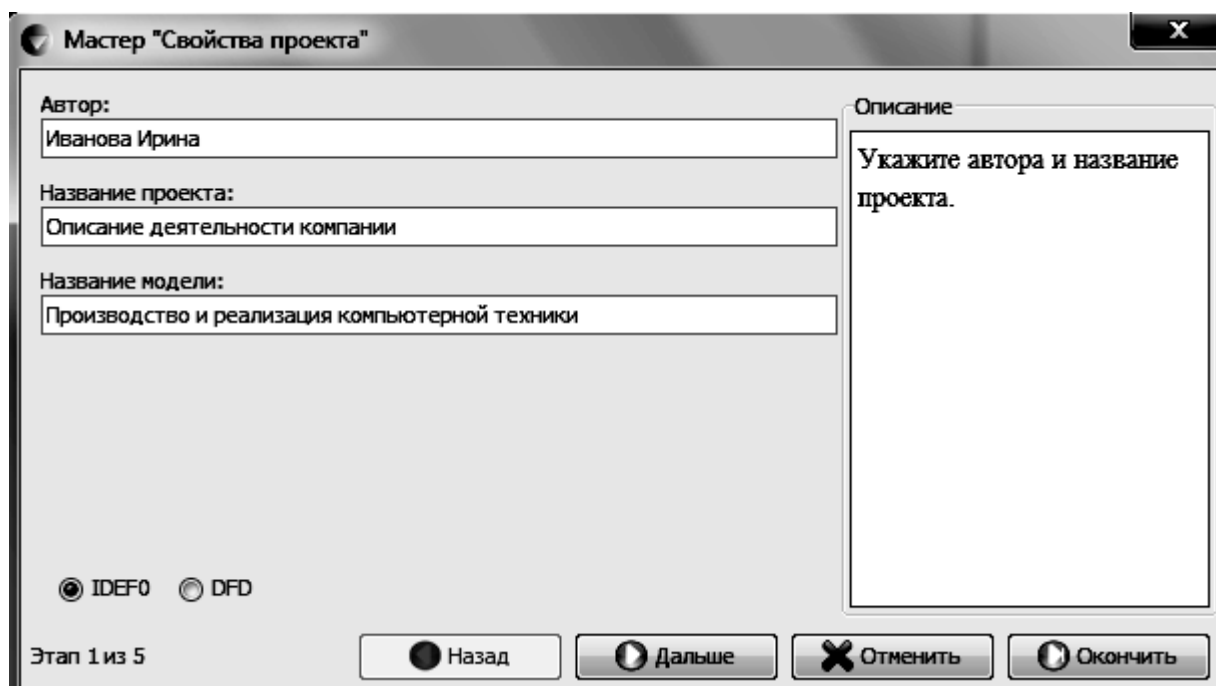 Мастер "Свойства проекта"
X
Автор:
Иванова Ирина
Название проекта:
Описание деятельности компании
Название модели:
Производство и реализация компьютерной техники
Описание
Укажите автора и название
проекта.
IDEF0 DFD
Этап 1 из 5 Назад Дальше Отменить Окончить